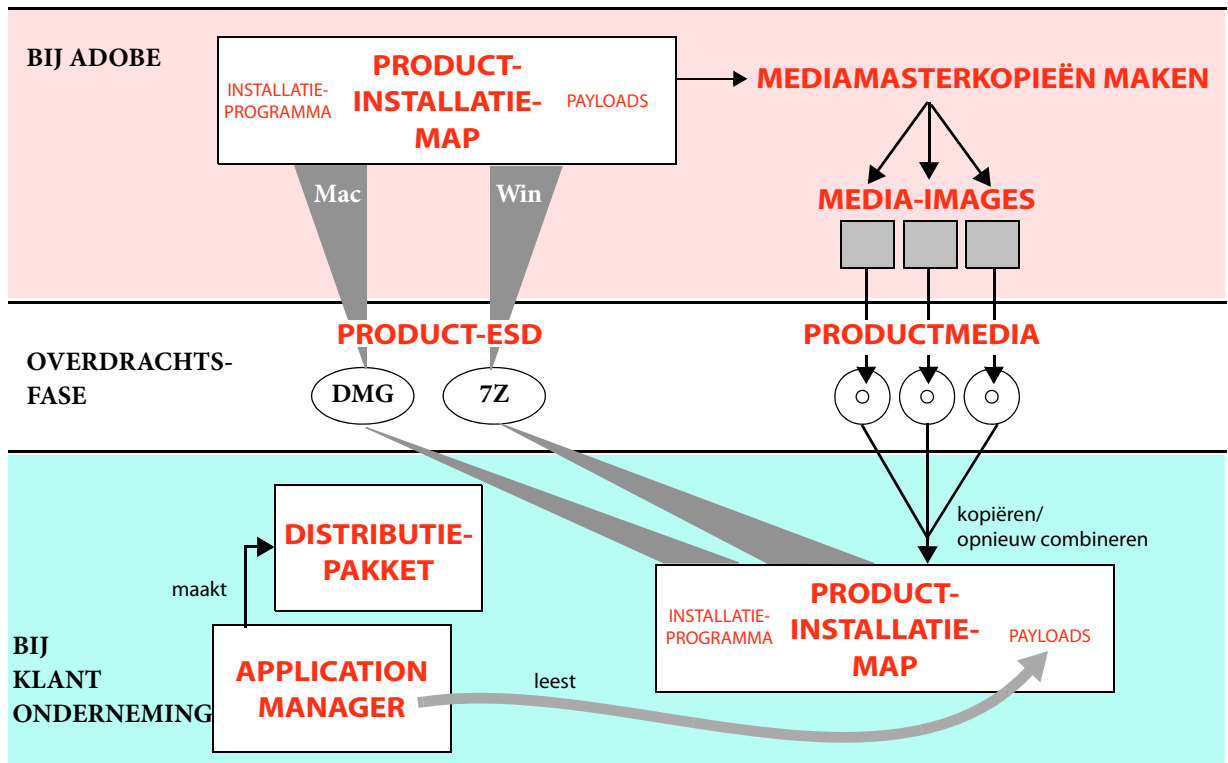 BIJ ADOBE
INSTALLATIE-
PROGRAMMA
PRODUCT-
INSTALLATIE-
MAP
PAYLOADS
MEDIAMASTERKOPIEËN MAKEN
Mac
Win
MEDIA-IMAGES
OVERDRACHTS-
FASE
PRODUCT-ESD
PRODUCTMEDIA
DMG
7Z
kopiëren/
opnieuw combineren
DISTRIBUTIE-
PAKKET
maakt
BIJ
KLANT
ONDERNEMING
APPLICATION
MANAGER
leest
INSTALLATIE-
PROGRAMMA
PRODUCT-
INSTALLATIE-
MAP
PAYLOADS